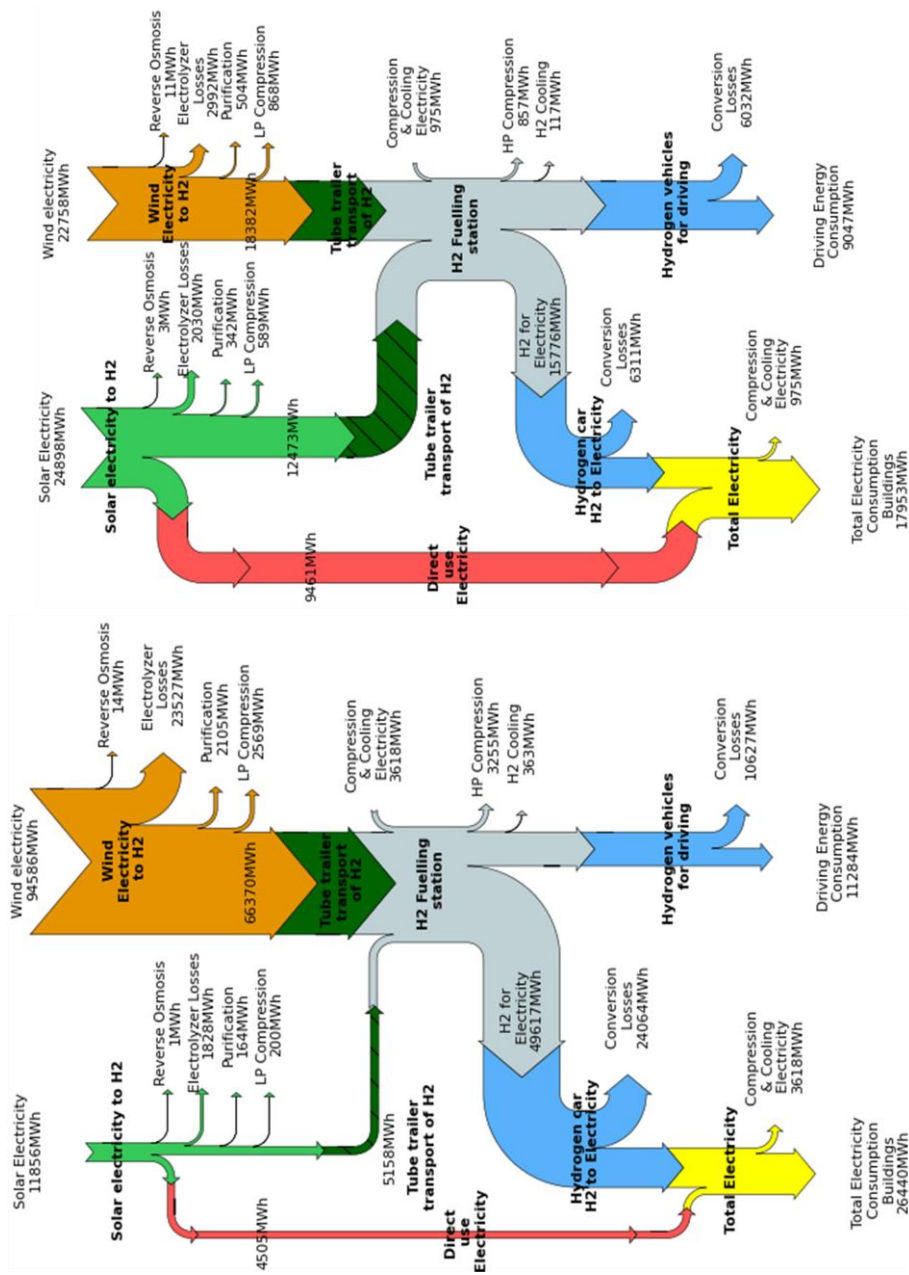 Wind electricity
22758MWh
Reverse Osmosis
11MWh
Electrolyzer
Losses
2992MWh
Purification
504MWh
LP Compression
868MWh
Wind
Electricity
to H2
18382MWh
Tube trailer
transport
of H2
Compression
& Cooling
Electricity
975MWh
H2 Fuelling
station
HP Compression
857MWh
H2 Cooling
117MWh
Hydrogen vehicles
for driving
Conversion
Losses
6032MWh
Driving Energy
Consumption
9047MWh
Solar Electricity
24898MWh
Solar electricity to H2
Reverse Osmosis
3MWh
Electrolyzer Losses
2030MWh
Purification
342MWh
LP Compression
589MWh
12473MWh
Tube trailer
transport of H2
H2 for
Electricity
15776MWh
Hydrogen car
H2 to Electricity
Conversion
Losses
6311MWh
9461MWh
Direct
use
Electricity
Total Electricity
Compression
& Cooling
Electricity
975MWh
Total Electricity
Consumption
Buildings
17953MWh
Wind electricity
94586MWh
Reverse Osmosis
14MWh
Electrolyzer
Losses
23527MWh
Purification
2105MWh
LP Compression
2569MWh
Wind
Electricity
to H2
66370MWh
Tube trailer
transport
of H2
Compression
& Cooling
Electricity
3618MWh
H2 Fuelling
station
HP Compression
3255MWh
H2 Cooling
363MWh
Hydrogen vehicles
for driving
Conversion
Losses
10627MWh
Driving Energy
Consumption
11284MWh
Solar Electricity
11856MWh
Solar electricity to H2
Reverse Osmosis
1MWh
Electrolyzer Losses
1828MWh
Purification
164MWh
LP Compression
200MWh
5158MWh
Tube trailer
transport of H2
H2 for
Electricity
49617MWh
Hydrogen car
H2 to Electricity
Conversion
Losses
24064MWh
4505MWh
Direct
use
Electricity
Total Electricity
Compression
& Cooling
Electricity
3618MWh
Total Electricity
Consumption
Buildings
26440MWh